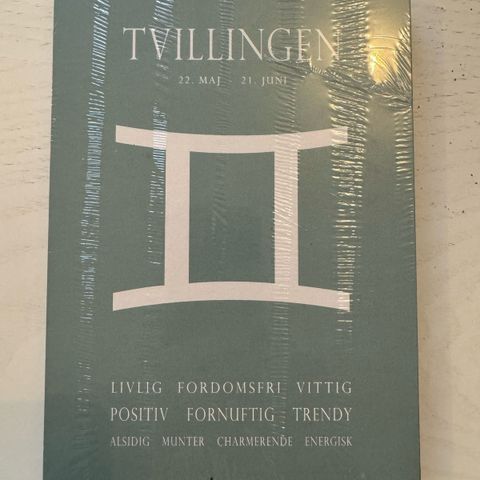 TVILLINGEN
22. MAJ - 21. JUNI
LIVLIG FORDOMSFRI VITTIG
POSITIV FORNUFTIG TRENDY
ALSIDIG MUNTER CHARMERENDE ENERGISK